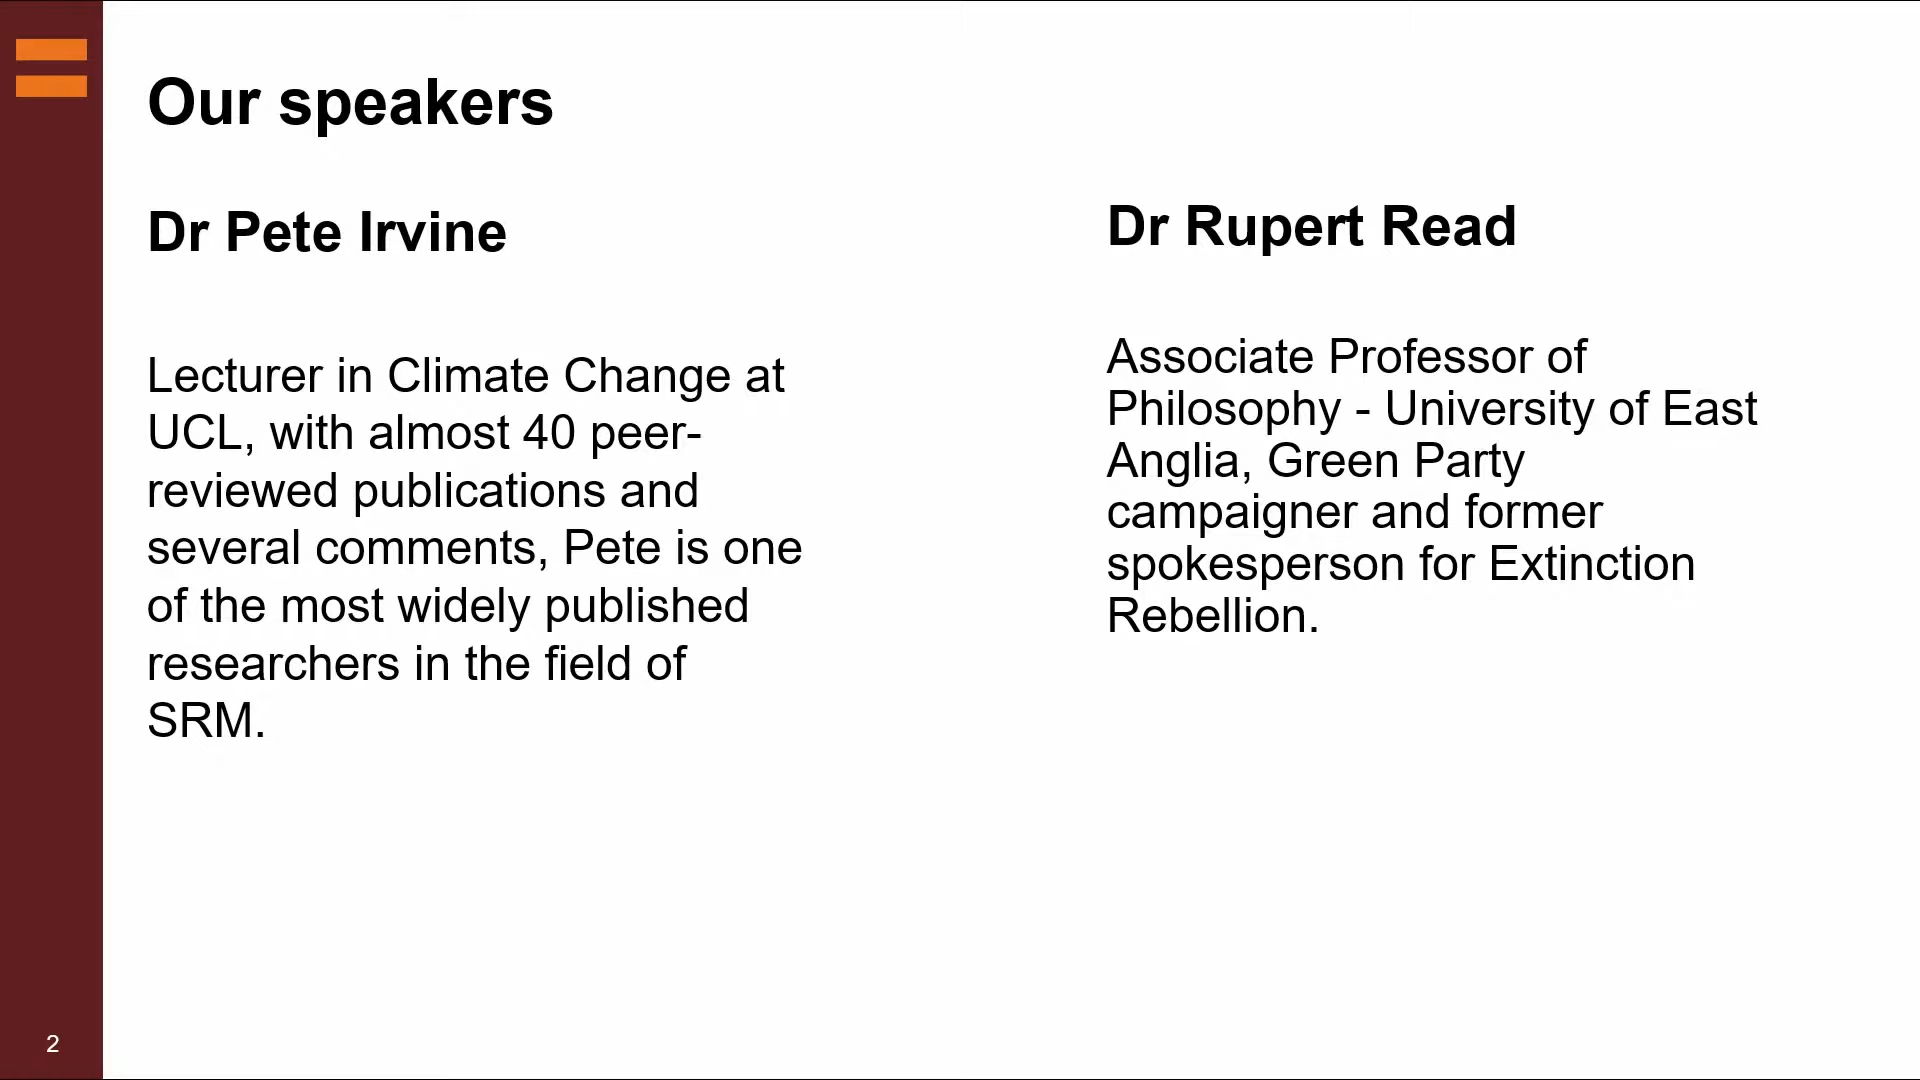 Our speakers
Dr Pete Irvine
Lecturer in Climate Change at
UCL, with almost 40 peer-
reviewed publications and
several comments, Pete is one
of the most widely published
researchers in the field of
SRM.
Dr Rupert Read
Associate Professor of
Philosophy - University of East
Anglia, Green Party
campaigner and former
spokesperson for Extinction
Rebellion.
2